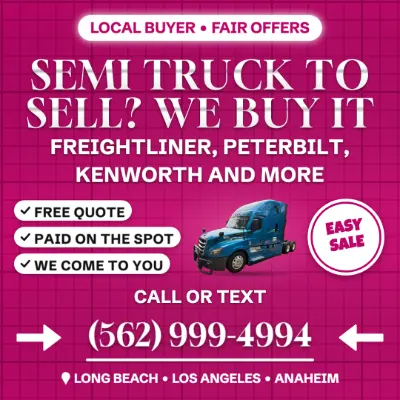 LOCAL BUYER • FAIR OFFERS
SEMI TRUCK TO
SELL? WE BUY IT
FREIGHTLINER, PETERBILT,
KENWORTH AND MORE
FREE QUOTE
PAID ON THE SPOT
WE COME TO YOU
EASY
SALE
CALL OR TEXT
(562) 999-4994
LONG BEACH • LOS ANGELES • ANAHEIM